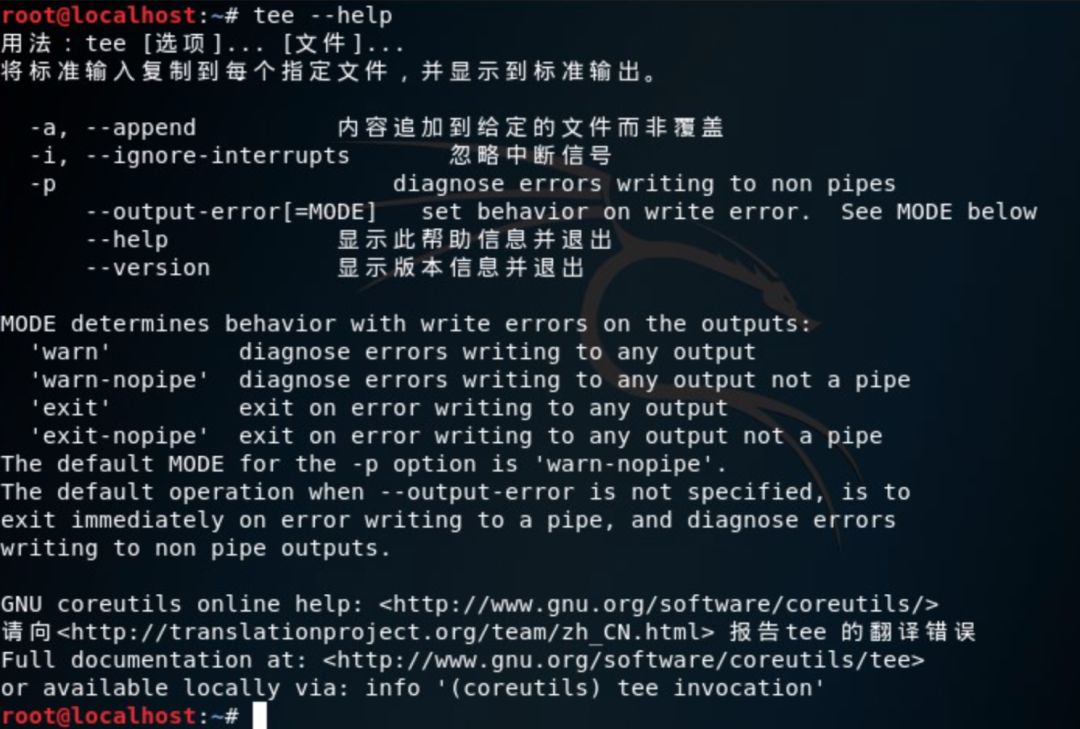 root@localhost:~# tee --help
用法：tee [选项]... [文件]...
将标准输入复制到每个指定文件，并显示到标准输出。
-a, --append 内容追加到给定的文件而非覆盖
-i, --ignore-interrupts 忽略中断信号
-p diagnose errors writing to non pipes
--output-error[=MODE] set behavior on write error. See MODE below
--help 显示此帮助信息并退出
--version 显示版本信息并退出
MODE determines behavior with write errors on the outputs:
'warn' diagnose errors writing to any output
'warn-nopipe' diagnose errors writing to any output not a pipe
'exit' exit on error writing to any output
'exit-nopipe' exit on error writing to any output not a pipe
The default MODE for the -p option is 'warn-nopipe'.
The default operation when --output-error is not specified, is to
exit immediately on error writing to a pipe, and diagnose errors
writing to non pipe outputs.
GNU coreutils online help: <http://www.gnu.org/software/coreutils/>
请向<http://translationproject.org/team/zh_CN.html> 报告tee 的翻译错误
Full documentation at: <http://www.gnu.org/software/coreutils/tee>
or available locally via: info '(coreutils) tee invocation'
root@localhost:~#